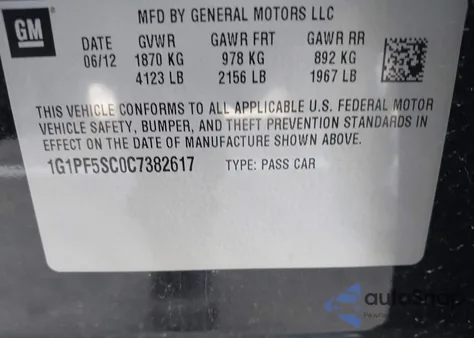 GM
MFD BY GENERAL MOTORS LLC
DATE GVWR GAWR FRT GAWR RR
06/12 1870 KG 978 KG 892 KG
4123 LB 2156 LB 1967 LB
THIS VEHICLE CONFORMS TO ALL APPLICABLE U.S. FEDERAL MOTOR
VEHICLE SAFETY, BUMPER, AND THEFT PREVENTION STANDARDS
IN EFFECT ON THE DATE OF MANUFACTURE SHOWN ABOVE.
1G1PF5SC0C7382617 TYPE: PASS CAR
autoSnap